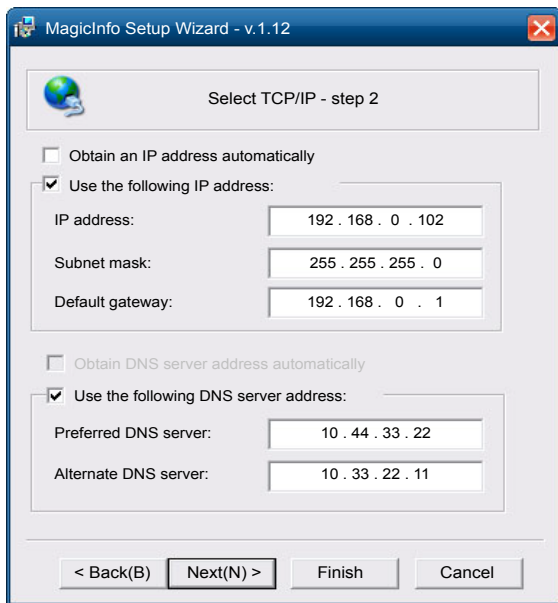 MagicInfo Setup Wizard - v.1.12
Select TCP/IP - step 2
Obtain an IP address automatically
Use the following IP address:
IP address: 192 . 168 . 0 . 102
Subnet mask: 255 . 255 . 255 . 0
Default gateway: 192 . 168 . 0 . 1
Obtain DNS server address automatically
Use the following DNS server address:
Preferred DNS server: 10 . 44 . 33 . 22
Alternate DNS server: 10 . 33 . 22 . 11
< Back(B) Next(N) > Finish Cancel